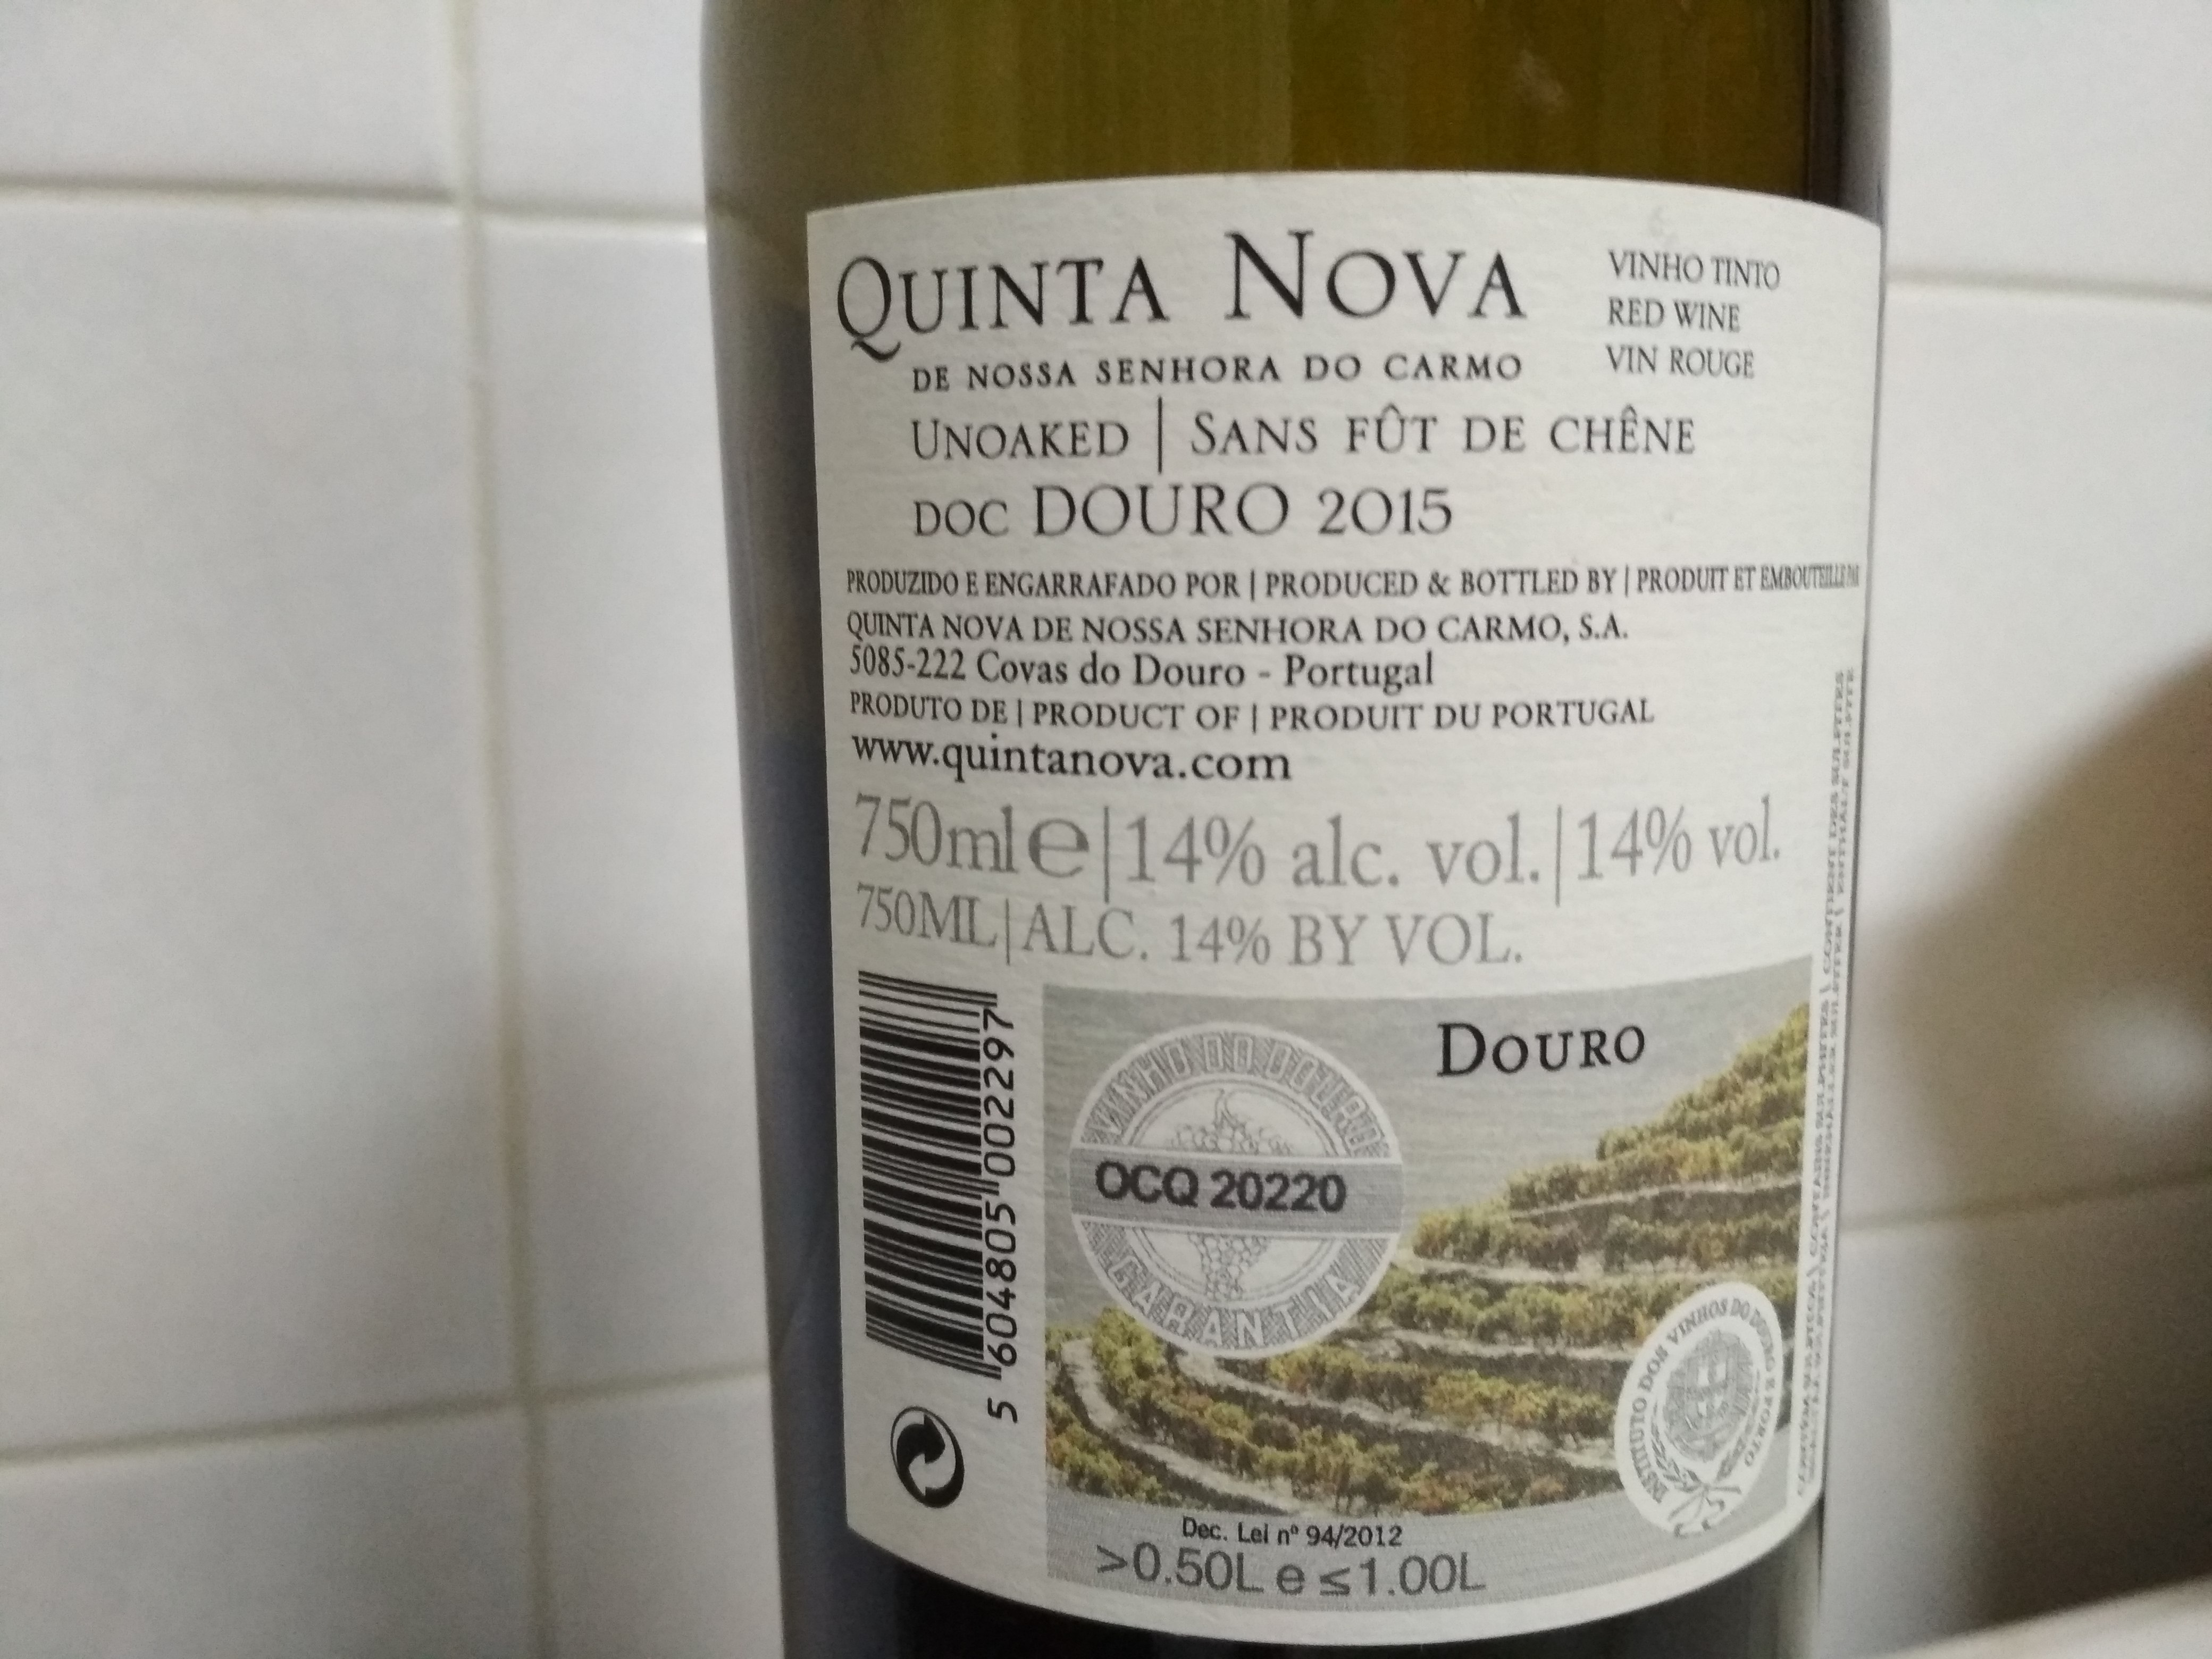 QUINTA NOVA
DE NOSSA SENHORA DO CARMO
VINHO TINTO
RED WINE
VIN ROUGE
UNOAKED | SANS FÛT DE CHÊNE
DOC DOURO 2015
PRODUZIDO E ENGARRAFADO POR | PRODUCED & BOTTLED BY | PRODUIT ET EMBOUTEILLE PAR
QUINTA NOVA DE NOSSA SENHORA DO CARMO, S.A.
5085-222 Covas do Douro - Portugal
PRODUTO DE | PRODUCT OF | PRODUIT DU PORTUGAL
www.quintanova.com
750ml e | 14% alc. vol. | 14% vol.
750ML | ALC. 14% BY VOL.
5 604805 002297
DOURO
VINHO DO DOURO
OCQ 20220
GARANTIA
INSTITUTO DOS VINHOS DO DOURO E PORTO
Dec. Lei nº 94/2012
>0.50L e ≤1.00L